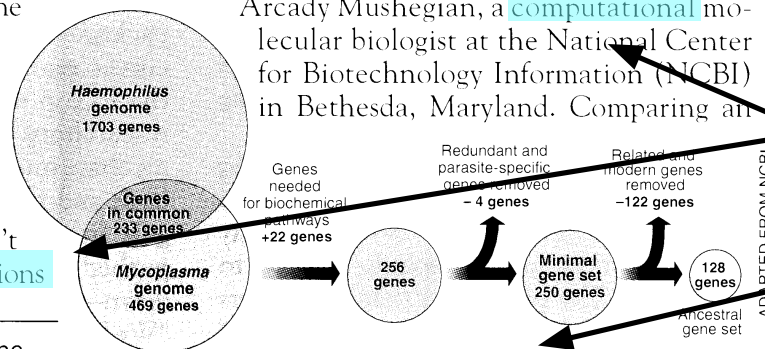 ne
Arcady Mushegian, a computational mo-
lecular biologist at the National Center
for Biotechnology Information (NCBI)
in Bethesda, Maryland. Comparing an
Haemophilus
genome
1703 genes
Genes
in common
233 genes
Mycoplasma
genome
469 genes
Genes
needed
for biochemical
pathways
+22 genes
256
genes
Redundant and
parasite-specific
genes removed
– 4 genes
Minimal
gene set
250 genes
Related and
modern genes
removed
–122 genes
128
genes
Ancestral
gene set
ADAPTED FROM NCBI
't
ions